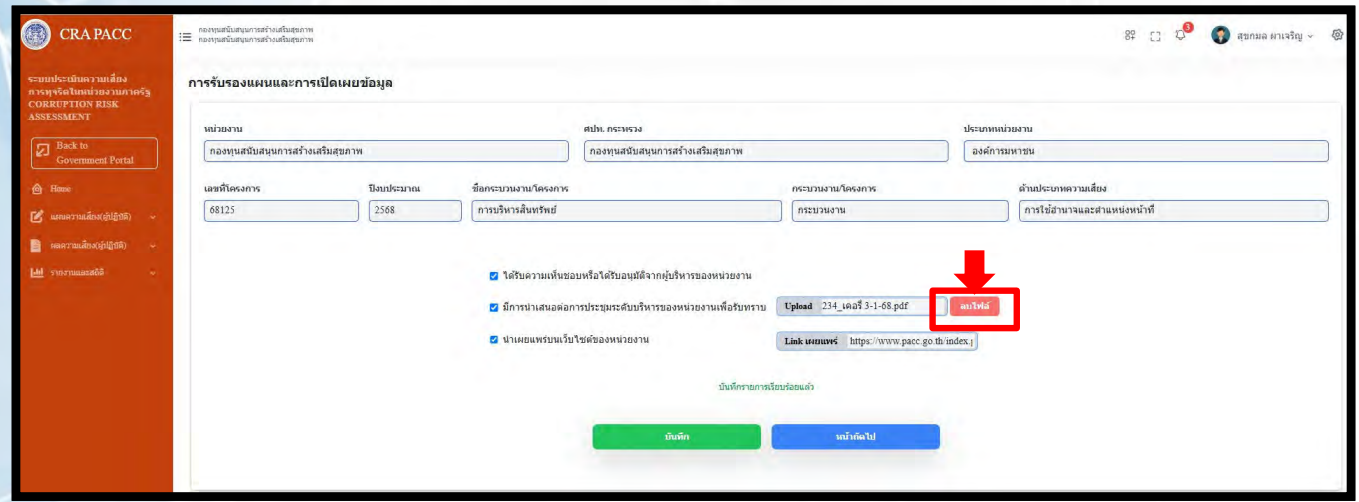 CRA PACC
กองทุนสนับสนุนการสร้างเสริมสุขภาพ
กองทุนสนับสนุนการสร้างเสริมสุขภาพ
3
สุขกมล ผาเจริญ
ระบบประเมินความเสี่ยง
การทุจริตในหน่วยงานภาครัฐ
CORRUPTION RISK
ASSESSMENT
Back to
Government Portal
Home
แผนความเสี่ยง(ผู้ปฏิบัติ)
ผลความเสี่ยง(ผู้ปฏิบัติ)
รายงานและสถิติ
การรับรองแผนและการเปิดเผยข้อมูล
หน่วยงาน ศปท. กระทรวง ประเภทหน่วยงาน
กองทุนสนับสนุนการสร้างเสริมสุขภาพ กองทุนสนับสนุนการสร้างเสริมสุขภาพ องค์การมหาชน
เลขที่โครงการ ปีงบประมาณ ชื่อกระบวนงาน/โครงการ กระบวนงาน/โครงการ ด้านประเภทความเสี่ยง
68125 2568 การบริหารสินทรัพย์ กระบวนงาน การใช้อำนาจและตำแหน่งหน้าที่
ได้รับความเห็นชอบหรือได้รับอนุมัติจากผู้บริหารของหน่วยงาน
มีการนำเสนอต่อการประชุมระดับบริหารของหน่วยงานเพื่อรับทราบ Upload 234_เคอรี่ 3-1-68.pdf ลบไฟล์
นำเผยแพร่บนเว็บไซต์ของหน่วยงาน Link เผยแพร่ https://www.pacc.go.th/index.p
บันทึกรายการเรียบร้อยแล้ว
บันทึก หน้าถัดไป